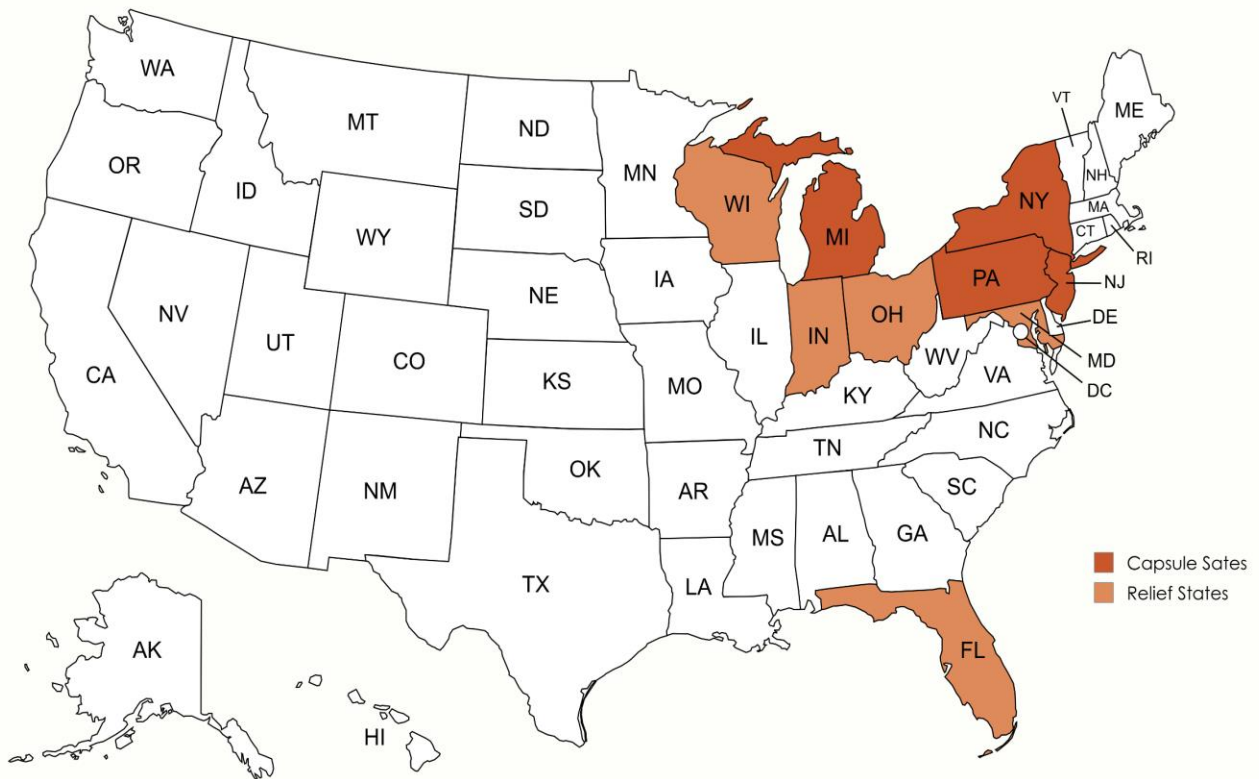 WA
MT
ND
MN
VT
ME
OR
ID
SD
WI
NH
NY
MA
WY
MI
CT
RI
IA
NE
PA
NJ
NV
UT
IL
IN
OH
DE
CO
WV
MD
CA
KS
MO
VA
DC
KY
NC
TN
OK
AZ
NM
AR
SC
MS
AL
GA
TX
LA
Capsule Sates
Relief States
AK
FL
HI